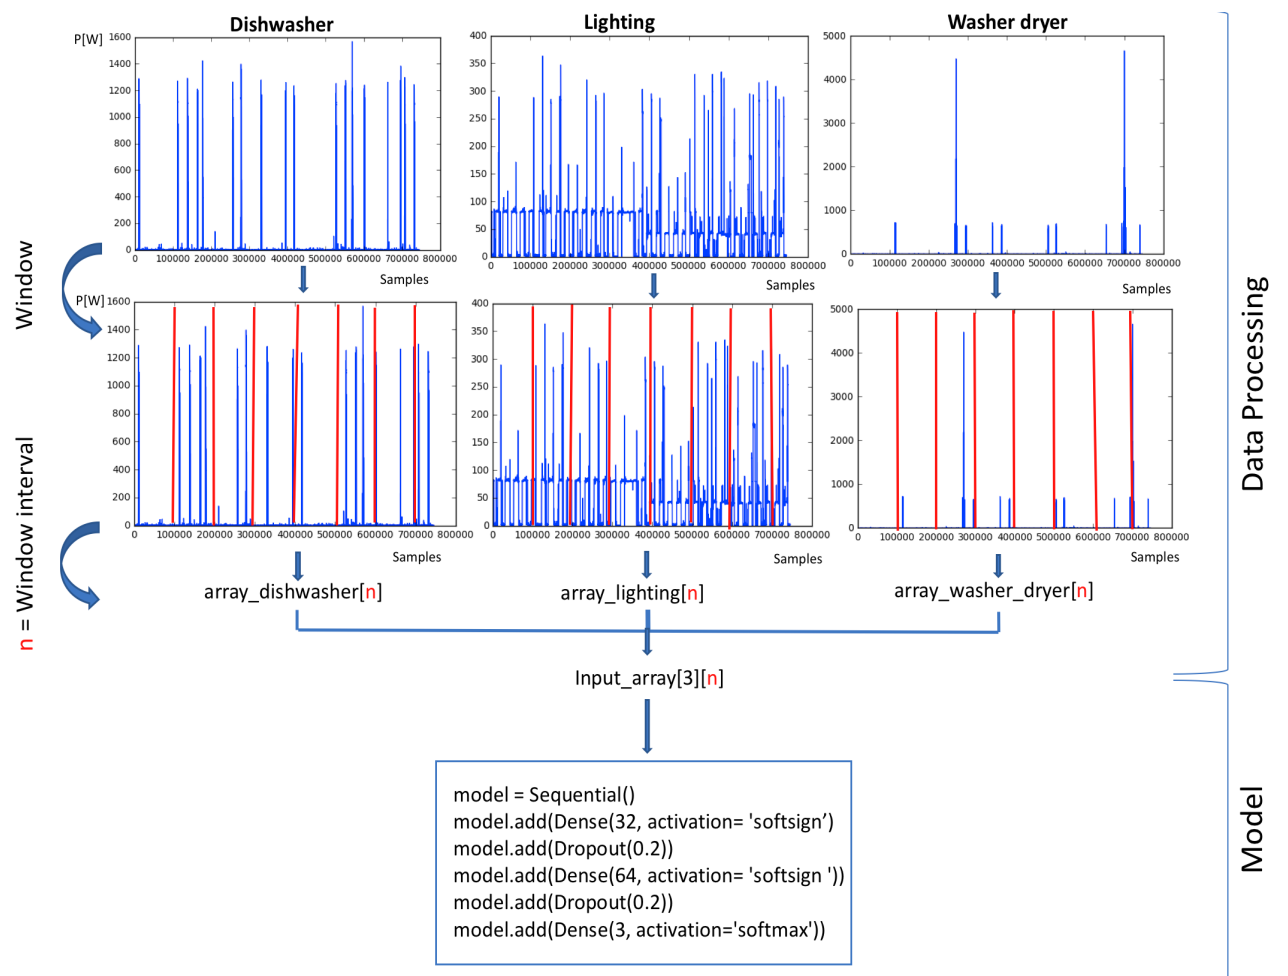 Dishwasher
Lighting
Washer dryer
P[W]
1600
1400
1200
1000
800
600
400
200
0
0 100000 200000 300000 400000 500000 600000 700000 800000
Samples
400
350
300
250
200
150
100
50
0
0 100000 200000 300000 400000 500000 600000 700000 800000
Samples
5000
4000
3000
2000
1000
0
0 100000 200000 300000 400000 500000 600000 700000 800000
Samples
Window
P[W]
1600
1400
1200
1000
800
600
400
200
0
0 100000 200000 300000 400000 500000 600000 700000 800000
Samples
400
350
300
250
200
150
100
50
0
0 100000 200000 300000 400000 500000 600000 700000 800000
Samples
5000
4000
3000
2000
1000
0
0 100000 200000 300000 400000 500000 600000 700000 800000
Samples
Data Processing
n = Window interval
array_dishwasher[n]
array_lighting[n]
array_washer_dryer[n]
Input_array[3][n]
model = Sequential()
model.add(Dense(32, activation= 'softsign’)
model.add(Dropout(0.2))
model.add(Dense(64, activation= 'softsign '))
model.add(Dropout(0.2))
model.add(Dense(3, activation='softmax'))
Model